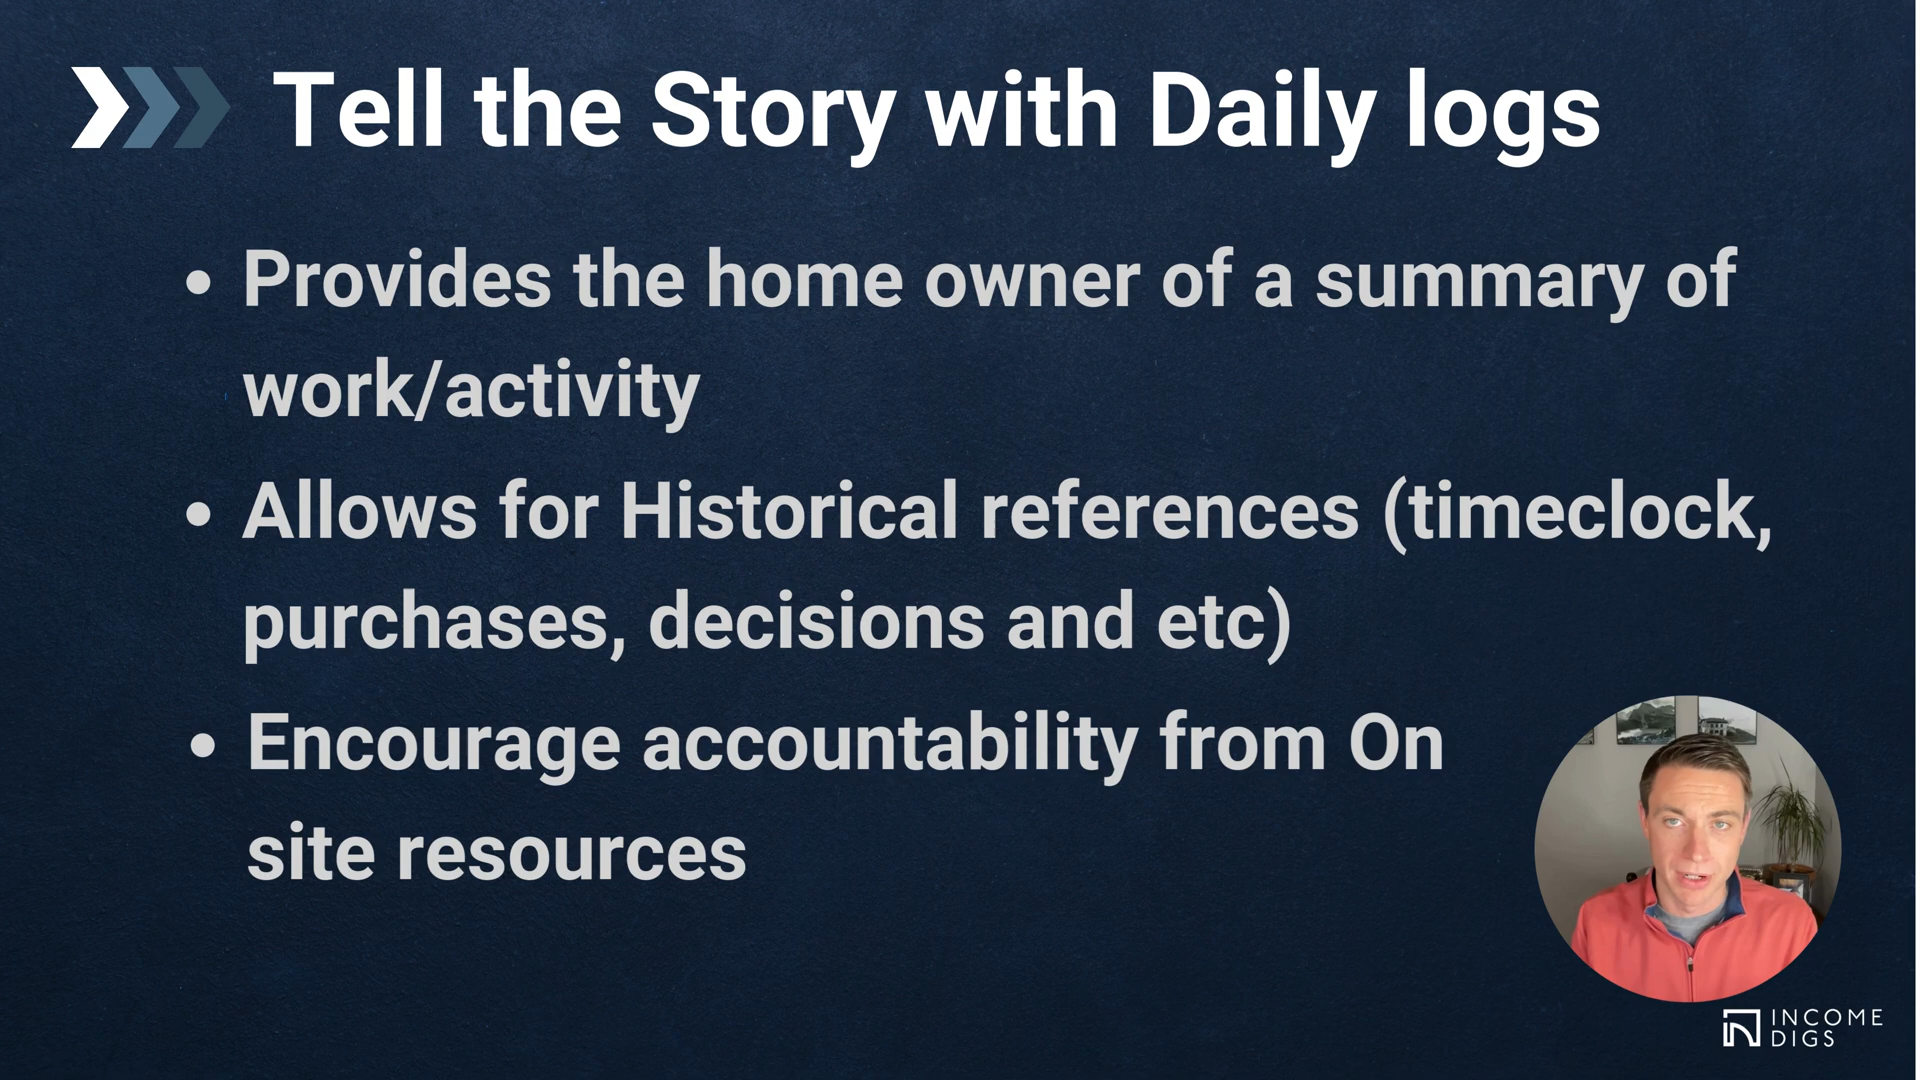 Tell the Story with Daily logs
• Provides the home owner of a summary of
work/activity
• Allows for Historical references (timeclock,
purchases, decisions and etc)
• Encourage accountability from On
site resources
INCOME
DIGS